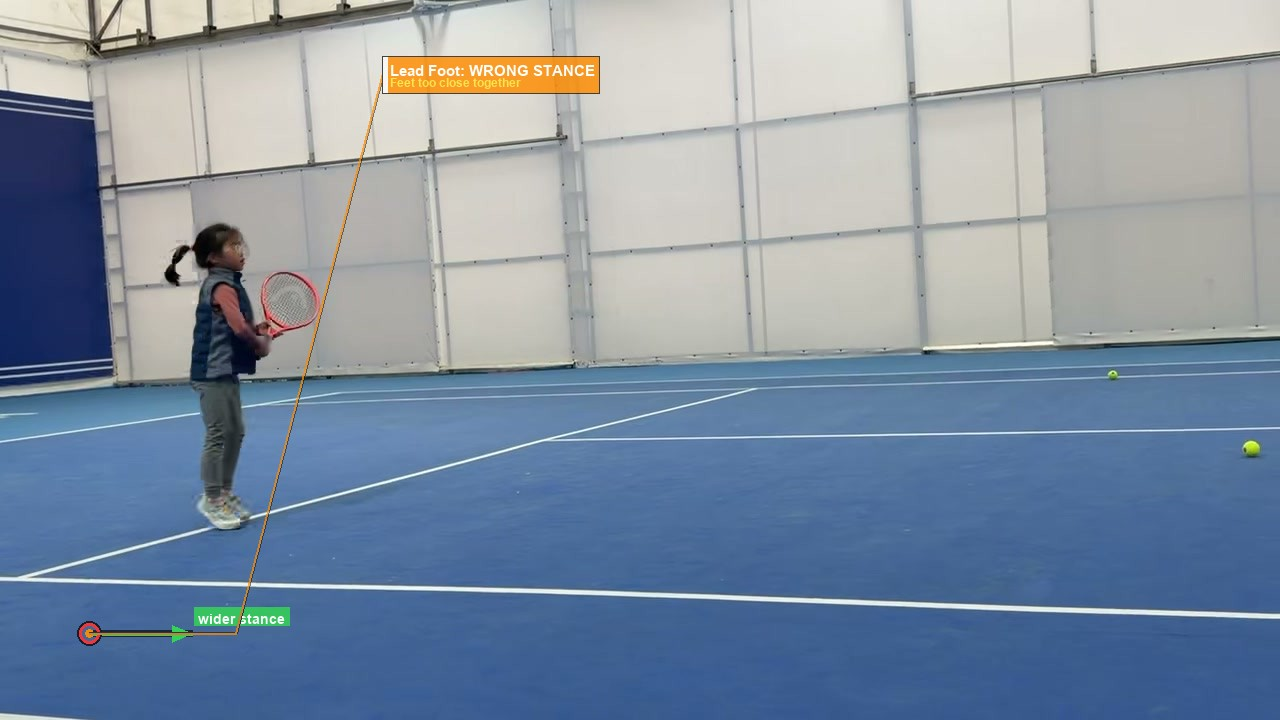 Lead Foot: WRONG STANCE
Feet too close together
wider stance